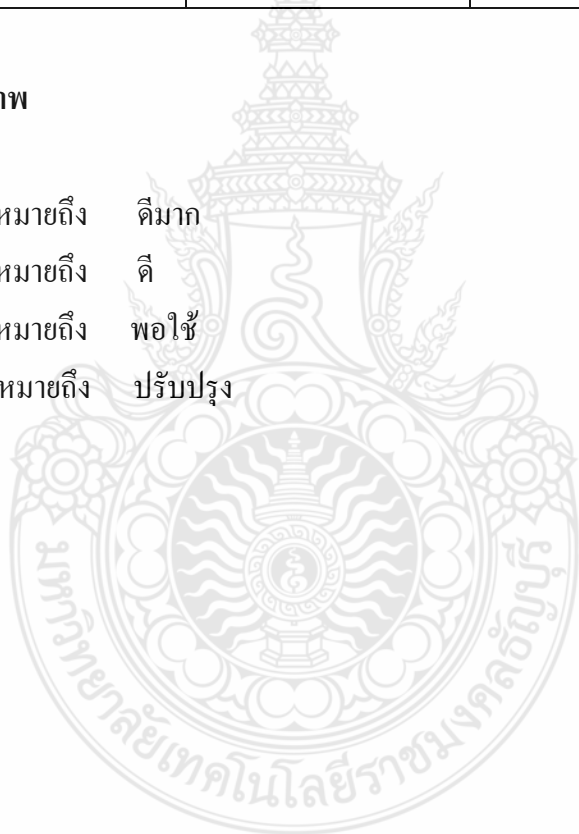 าพ
หมายถึง ดีมาก
หมายถึง ดี
หมายถึง พอใช้
หมายถึง ปรับปรุง
มหาวิทยาลัยเทคโนโลยีราชมงคลธัญบุรี